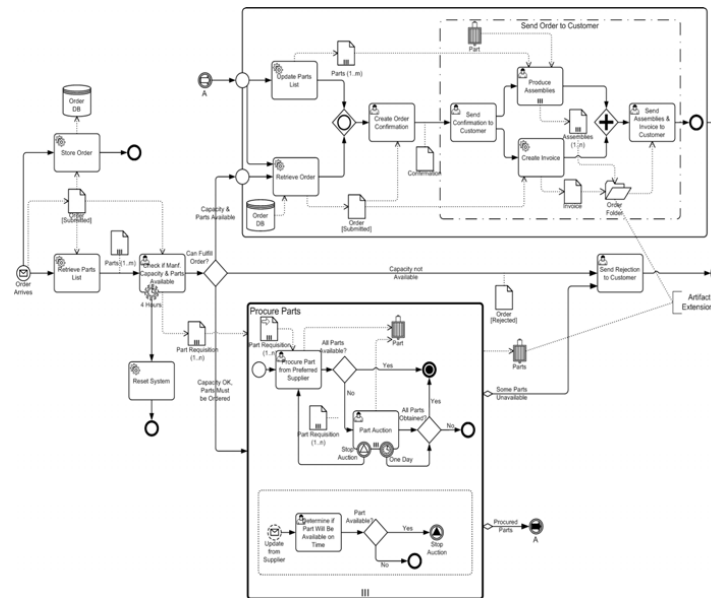 Send Order to Customer
Part
Update Parts
List
Parts (1..m)
A
Produce
Assemblies
Order
DB
Create Order
Confirmation
Send
Confirmation to
Customer
Send
Assemblies &
Invoice to
Customer
Assemblies
(1..n)
Store Order
Confirmation
Create Invoice
Retrieve Order
Capacity &
Parts Available
Order
DB
Order
[Submitted]
Invoice
Order
Folder
Order
[Submitted]
Can Fulfill
Order?
Parts (1..m)
Retrieve Parts
List
Check if Manf.
Capacity & Parts
Available
Order
Arrives
Capacity not
Available
Send Rejection
to Customer
4 Hours
Order
[Rejected]
Artifact
Extension
Procure Parts
Part Requisition
(1..n)
Part Requisition
(1..n)
All Parts
Available?
Part
Parts
Procure Part
from Preferred
Supplier
Yes
Reset System
Capacity OK,
Parts Must
be Ordered
No
Yes
Some Parts
Unavailable
All Parts
Obtained?
Part Requisition
(1..n)
Part Auction
No
Stop
Auction
One Day
Part
Available?
Determine if
Part Will Be
Available on
Time
Yes
Update
from
Supplier
Stop
Auction
No
Procured
Parts
A